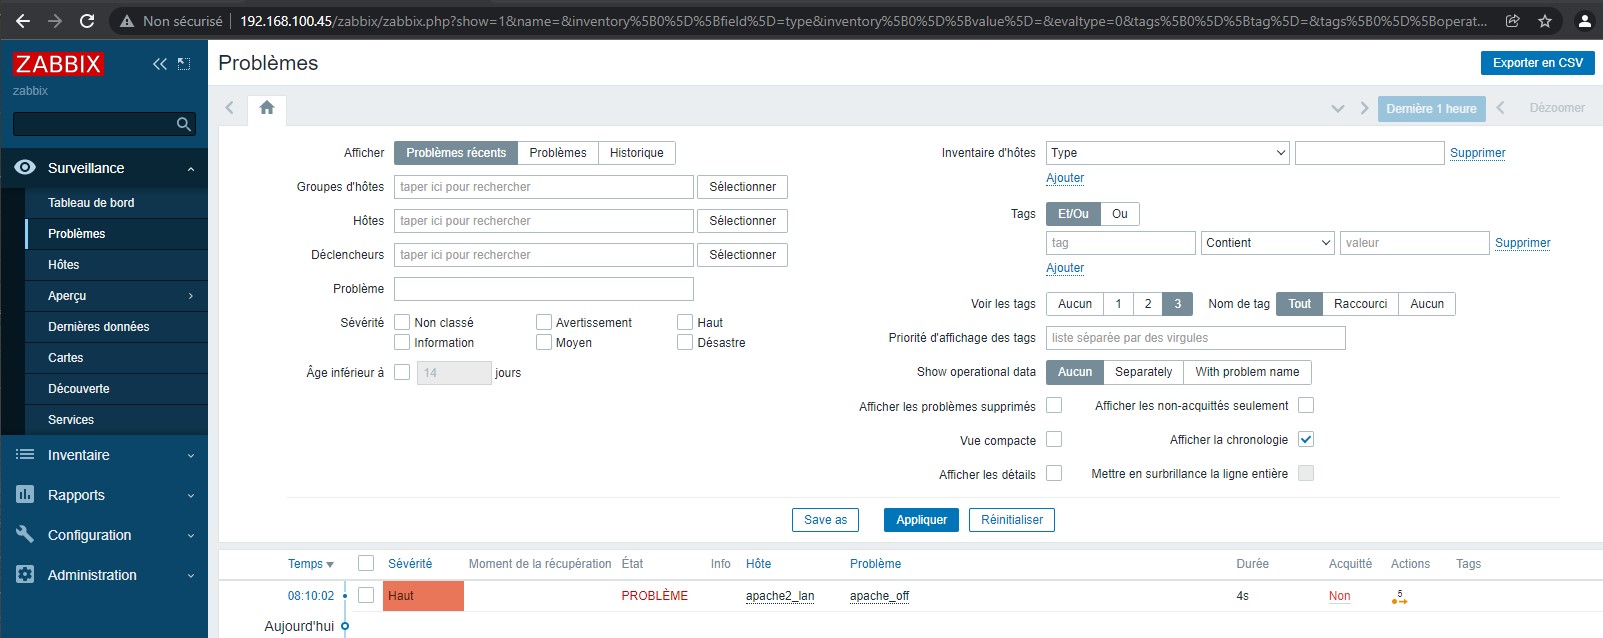 Non sécurisé 192.168.100.45/zabbix/zabbix.php?show=1&name=&inventory%5B0%5D%5Bfield%5D=type&inventory%5B0%5D%5Bvalue%5D=&evaltype=0&tags%5B0%5D%5Btag%5D=&tags%5B0%5D%5Boperat...
ZABBIX
zabbix
Surveillance
Tableau de bord
Problèmes
Hôtes
Aperçu
Dernières données
Cartes
Découverte
Services
Inventaire
Rapports
Configuration
Administration
Problèmes
Exporter en CSV
Dernière 1 heure
Dézoomer
Afficher Problèmes récents Problèmes Historique
Groupes d'hôtes taper ici pour rechercher Sélectionner
Hôtes taper ici pour rechercher Sélectionner
Déclencheurs taper ici pour rechercher Sélectionner
Problème
Sévérité Non classé Avertissement Haut
Information Moyen Désastre
Âge inférieur à 14 jours
Inventaire d'hôtes Type Supprimer
Ajouter
Tags Et/Ou Ou
tag Contient valeur Supprimer
Ajouter
Voir les tags Aucun 1 2 3 Nom de tag Tout Raccourci Aucun
Priorité d'affichage des tags liste séparée par des virgules
Show operational data Aucun Separately With problem name
Afficher les problèmes supprimés Afficher les non-acquittés seulement
Vue compacte Afficher la chronologie
Afficher les détails Mettre en surbrillance la ligne entière
Save as Appliquer Réinitialiser
Temps Sévérité Moment de la récupération État Info Hôte Problème Durée Acquitté Actions Tags
08:10:02 Haut PROBLÈME apache2_lan apache_off 4s Non 5
Aujourd'hui